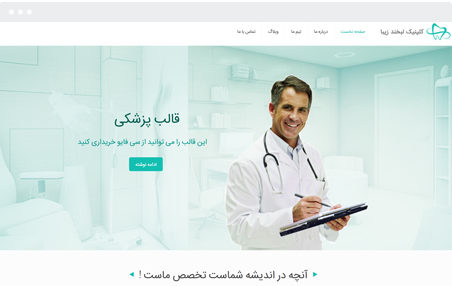 کلینیک لبخند زیبا
صفحه نخست درباره ما تیم ما وبلاگ تماس با ما
قالب پزشکی
این قالب را می توانید از سی فایو خریداری کنید
ادامه نوشته
آنچه در اندیشه شماست تخصص ماست !